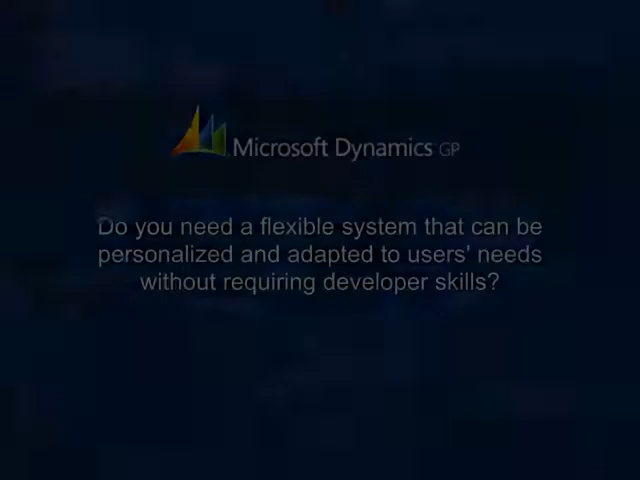 Microsoft Dynamics GP
Do you need a flexible system that can be
personalized and adapted to users' needs
without requiring developer skills?